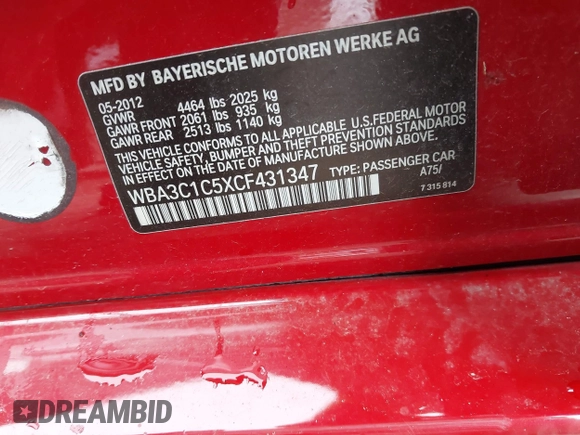 MFD BY BAYERISCHE MOTOREN WERKE AG
05-2012
GVWR 4464 lbs 2025 kg
GAWR FRONT 2061 lbs 935 kg
GAWR REAR 2513 lbs 1140 kg
THIS VEHICLE CONFORMS TO ALL APPLICABLE U.S.FEDERAL MOTOR
VEHICLE SAFETY, BUMPER AND THEFT PREVENTION STANDARDS
IN EFFECT ON THE DATE OF MANUFACTURE SHOWN ABOVE.
WBA3C1C5XCF431347 TYPE: PASSENGER CAR
A75/
7 315 814
DREAMBID